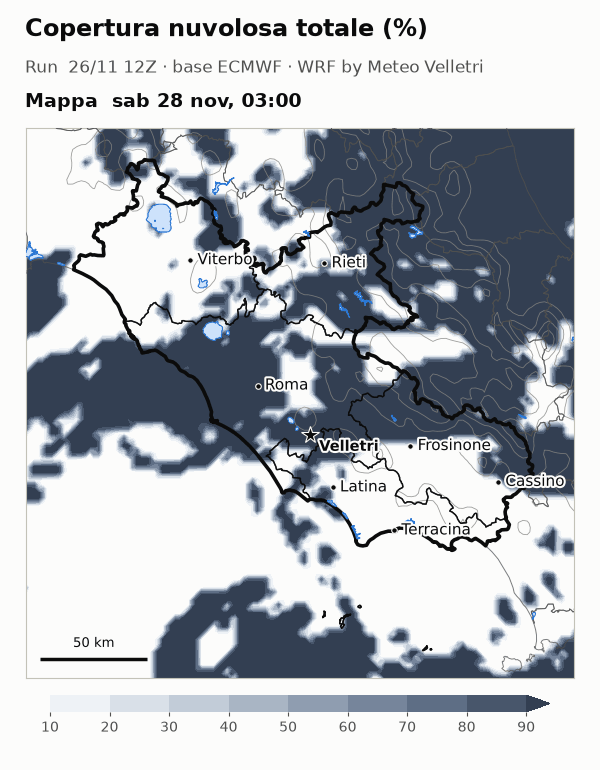 Copertura nuvolosa totale (%)
Run  26/11 12Z · base ECMWF · WRF by Meteo Velletri
Mappa  sab 28 nov, 03:00
Viterbo
Rieti
Roma
Velletri
Frosinone
Latina
Cassino
Terracina
50 km
10 20 30 40 50 60 70 80 90